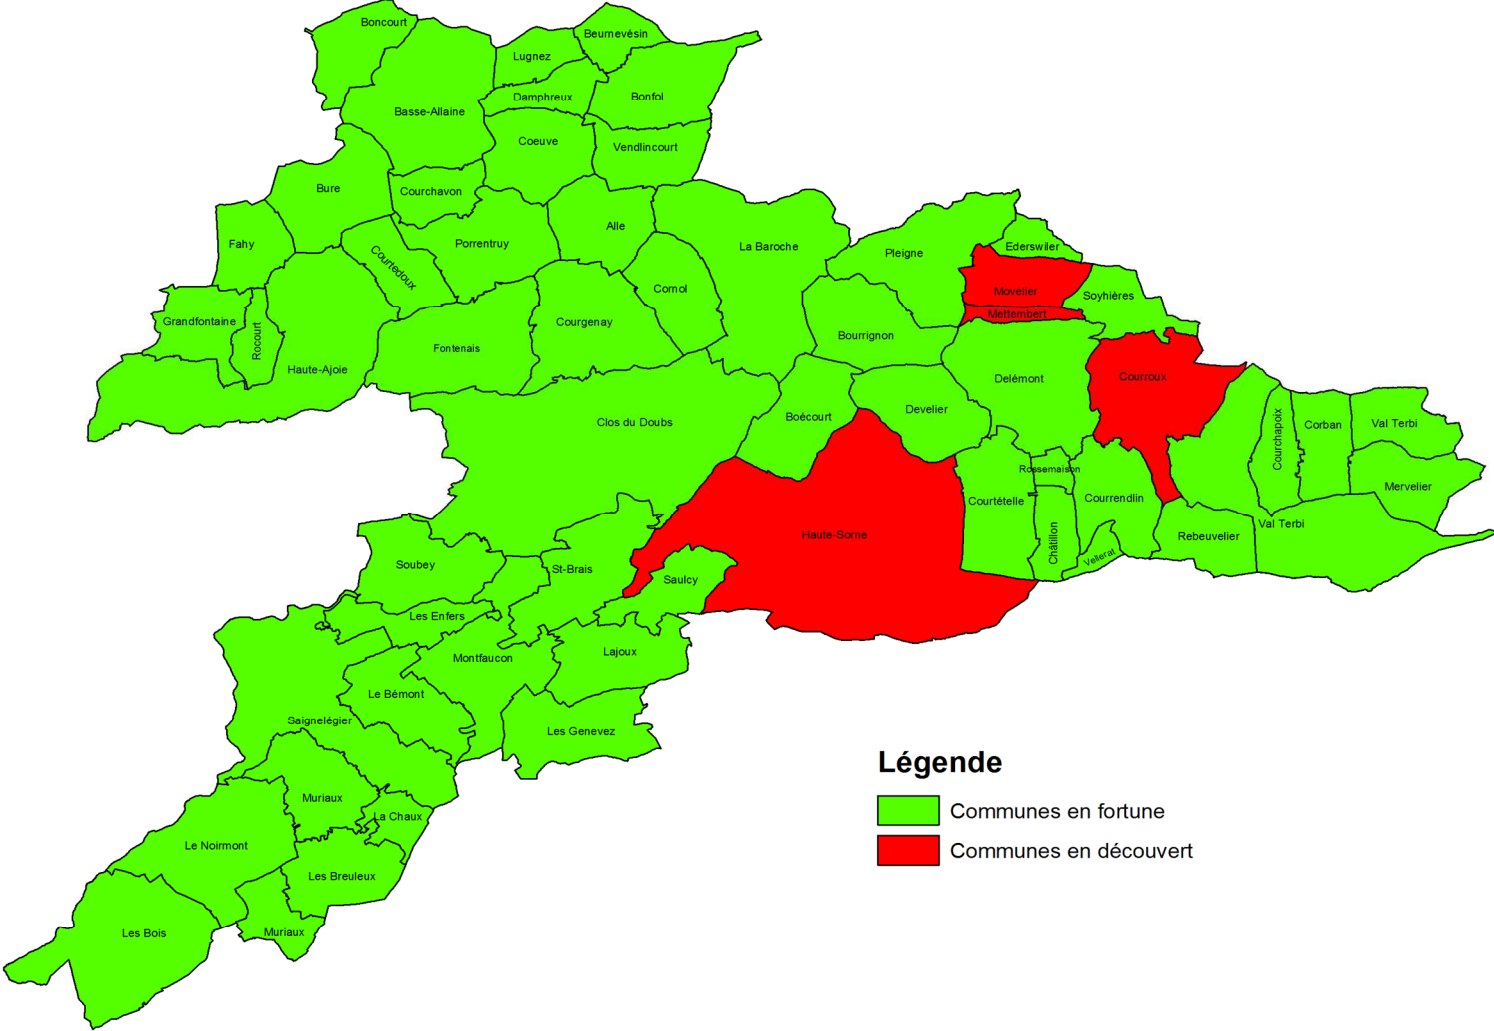 Boncourt
Beurnevésin
Lugnez
Damphreux
Bonfol
Basse-Allaine
Coeuve
Vendlincourt
Bure
Courchavon
Alle
Fahy
Porrentruy
La Baroche
Courtedoux
Pleigne
Ederswiler
Movelier
Soyhières
Mettembert
Cornol
Grandfontaine
Rocourt
Courgenay
Bourrignon
Fontenais
Haute-Ajoie
Delémont
Courroux
Clos du Doubs
Boécourt
Develier
Courchapoix
Corban
Val Terbi
Rossemaison
Mervelier
Courtételle
Courrendlin
Val Terbi
Haute-Sorne
Châtillon
Rebeuvelier
Vellerat
Soubey
St-Brais
Saulcy
Les Enfers
Montfaucon
Lajoux
Le Bémont
Saignelégier
Les Genevez
Muriaux
La Chaux
Le Noirmont
Les Breuleux
Les Bois
Muriaux
Légende
Communes en fortune
Communes en découvert